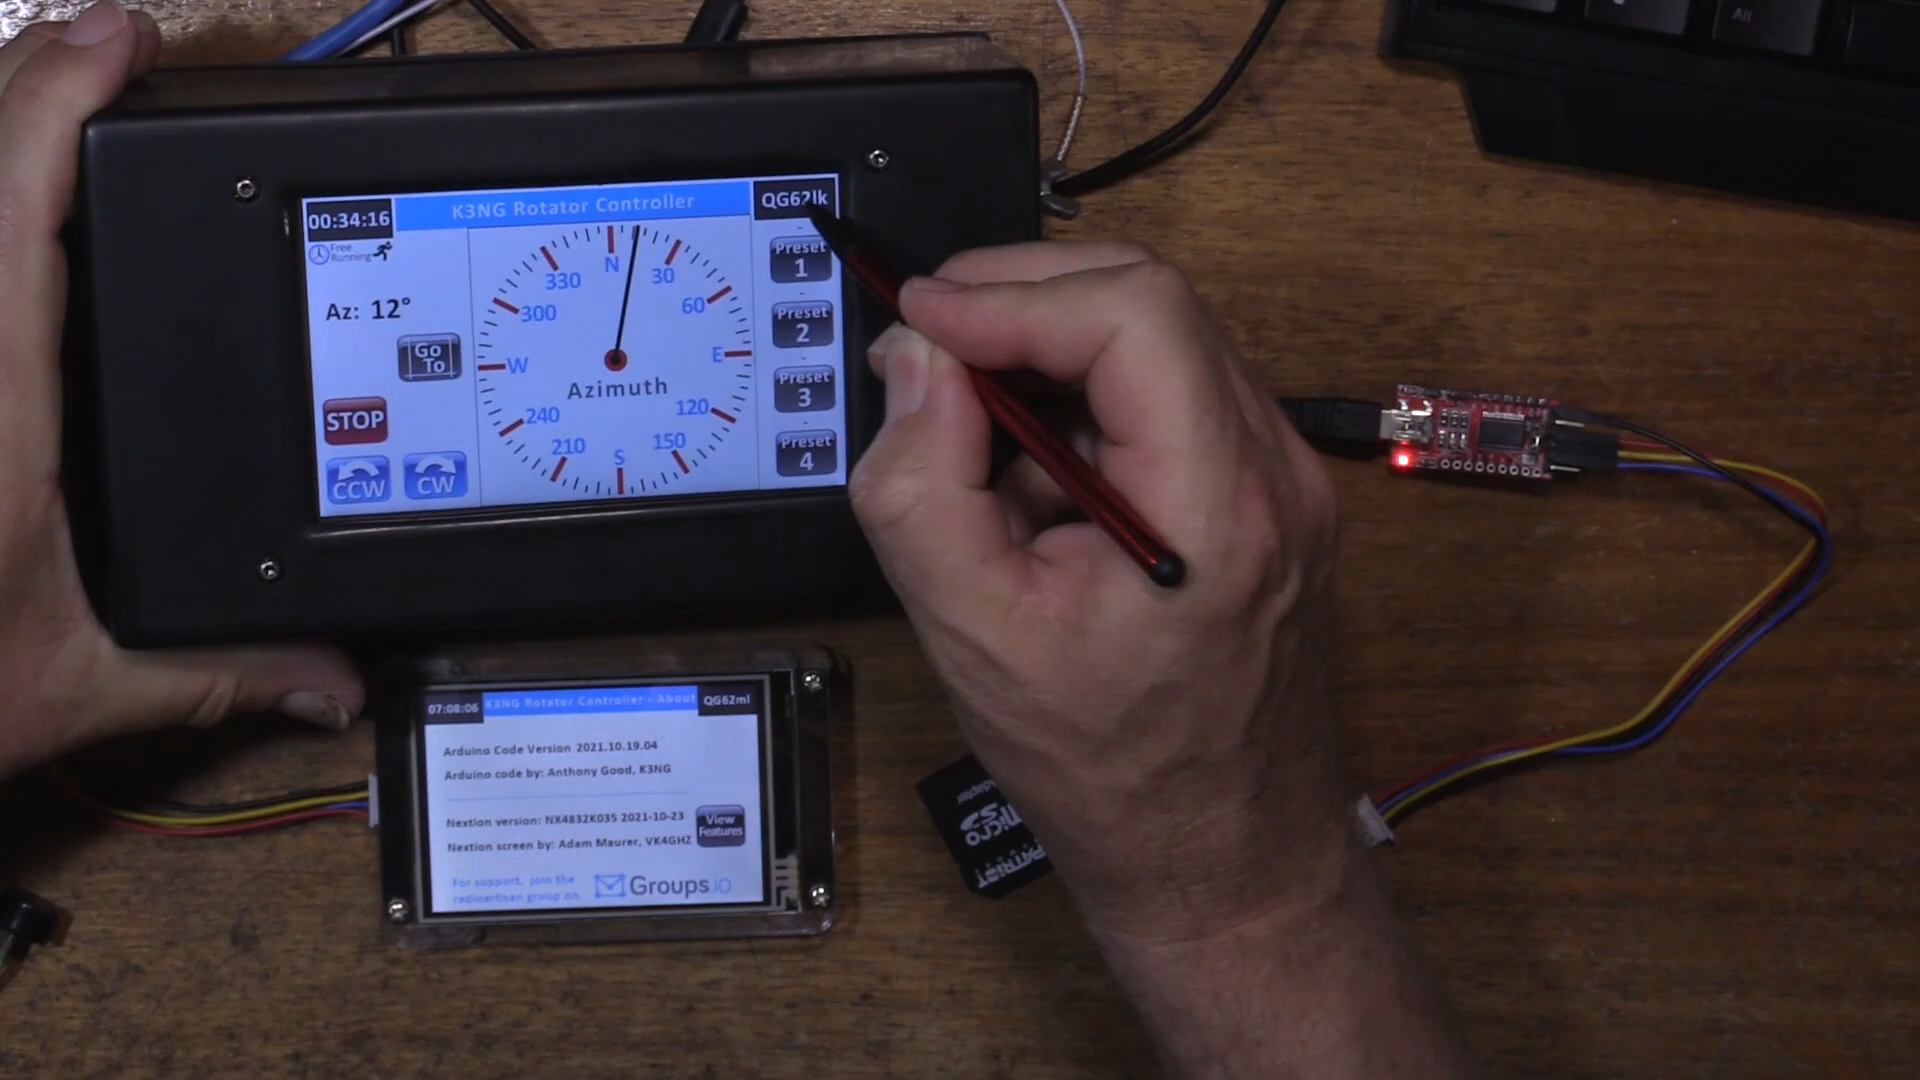 Alt
00:34:16
K3NG Rotator Controller
QG62lk
Free
Running
Az: 12°
Go
To
STOP
CCW
CW
N
30
60
E
120
150
S
210
240
W
300
330
Azimuth
Preset
1
Preset
2
Preset
3
Preset
4
07:08:06
K3NG Rotator Controller - About
QG62ml
Arduino Code Version 2021.10.19.04
Arduino code by: Anthony Good, K3NG
Nextion version: NX4832K035 2021-10-23
Nextion screen by: Adam Maurer, VK4GHZ
View
Features
For support, join the
radioartisan group on
Groups.io
Adapter
micro
PATRIOT